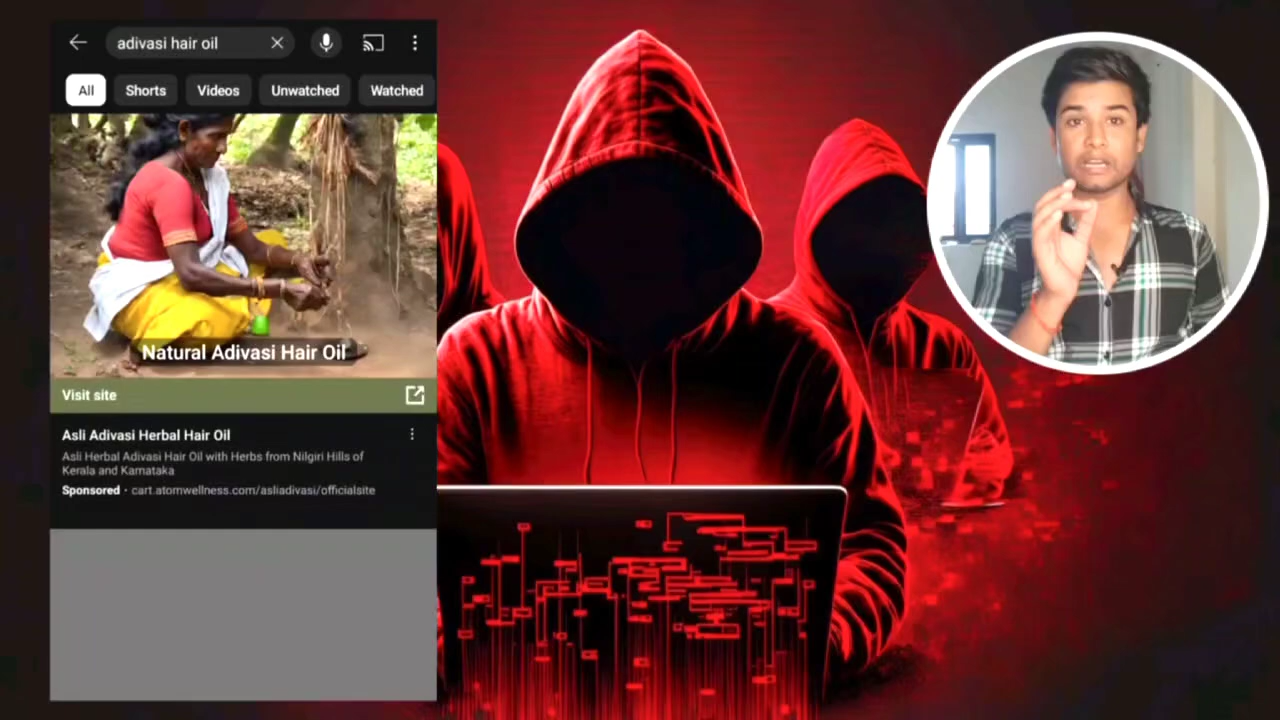 adivasi hair oil
All Shorts Videos Unwatched Watched
Natural Adivasi Hair Oil
Visit site
Asli Adivasi Herbal Hair Oil
Asli Herbal Adivasi Hair Oil with Herbs from Nilgiri Hills of
Kerala and Karnataka
Sponsored · cart.atomwellness.com/asliadivasi/officialsite